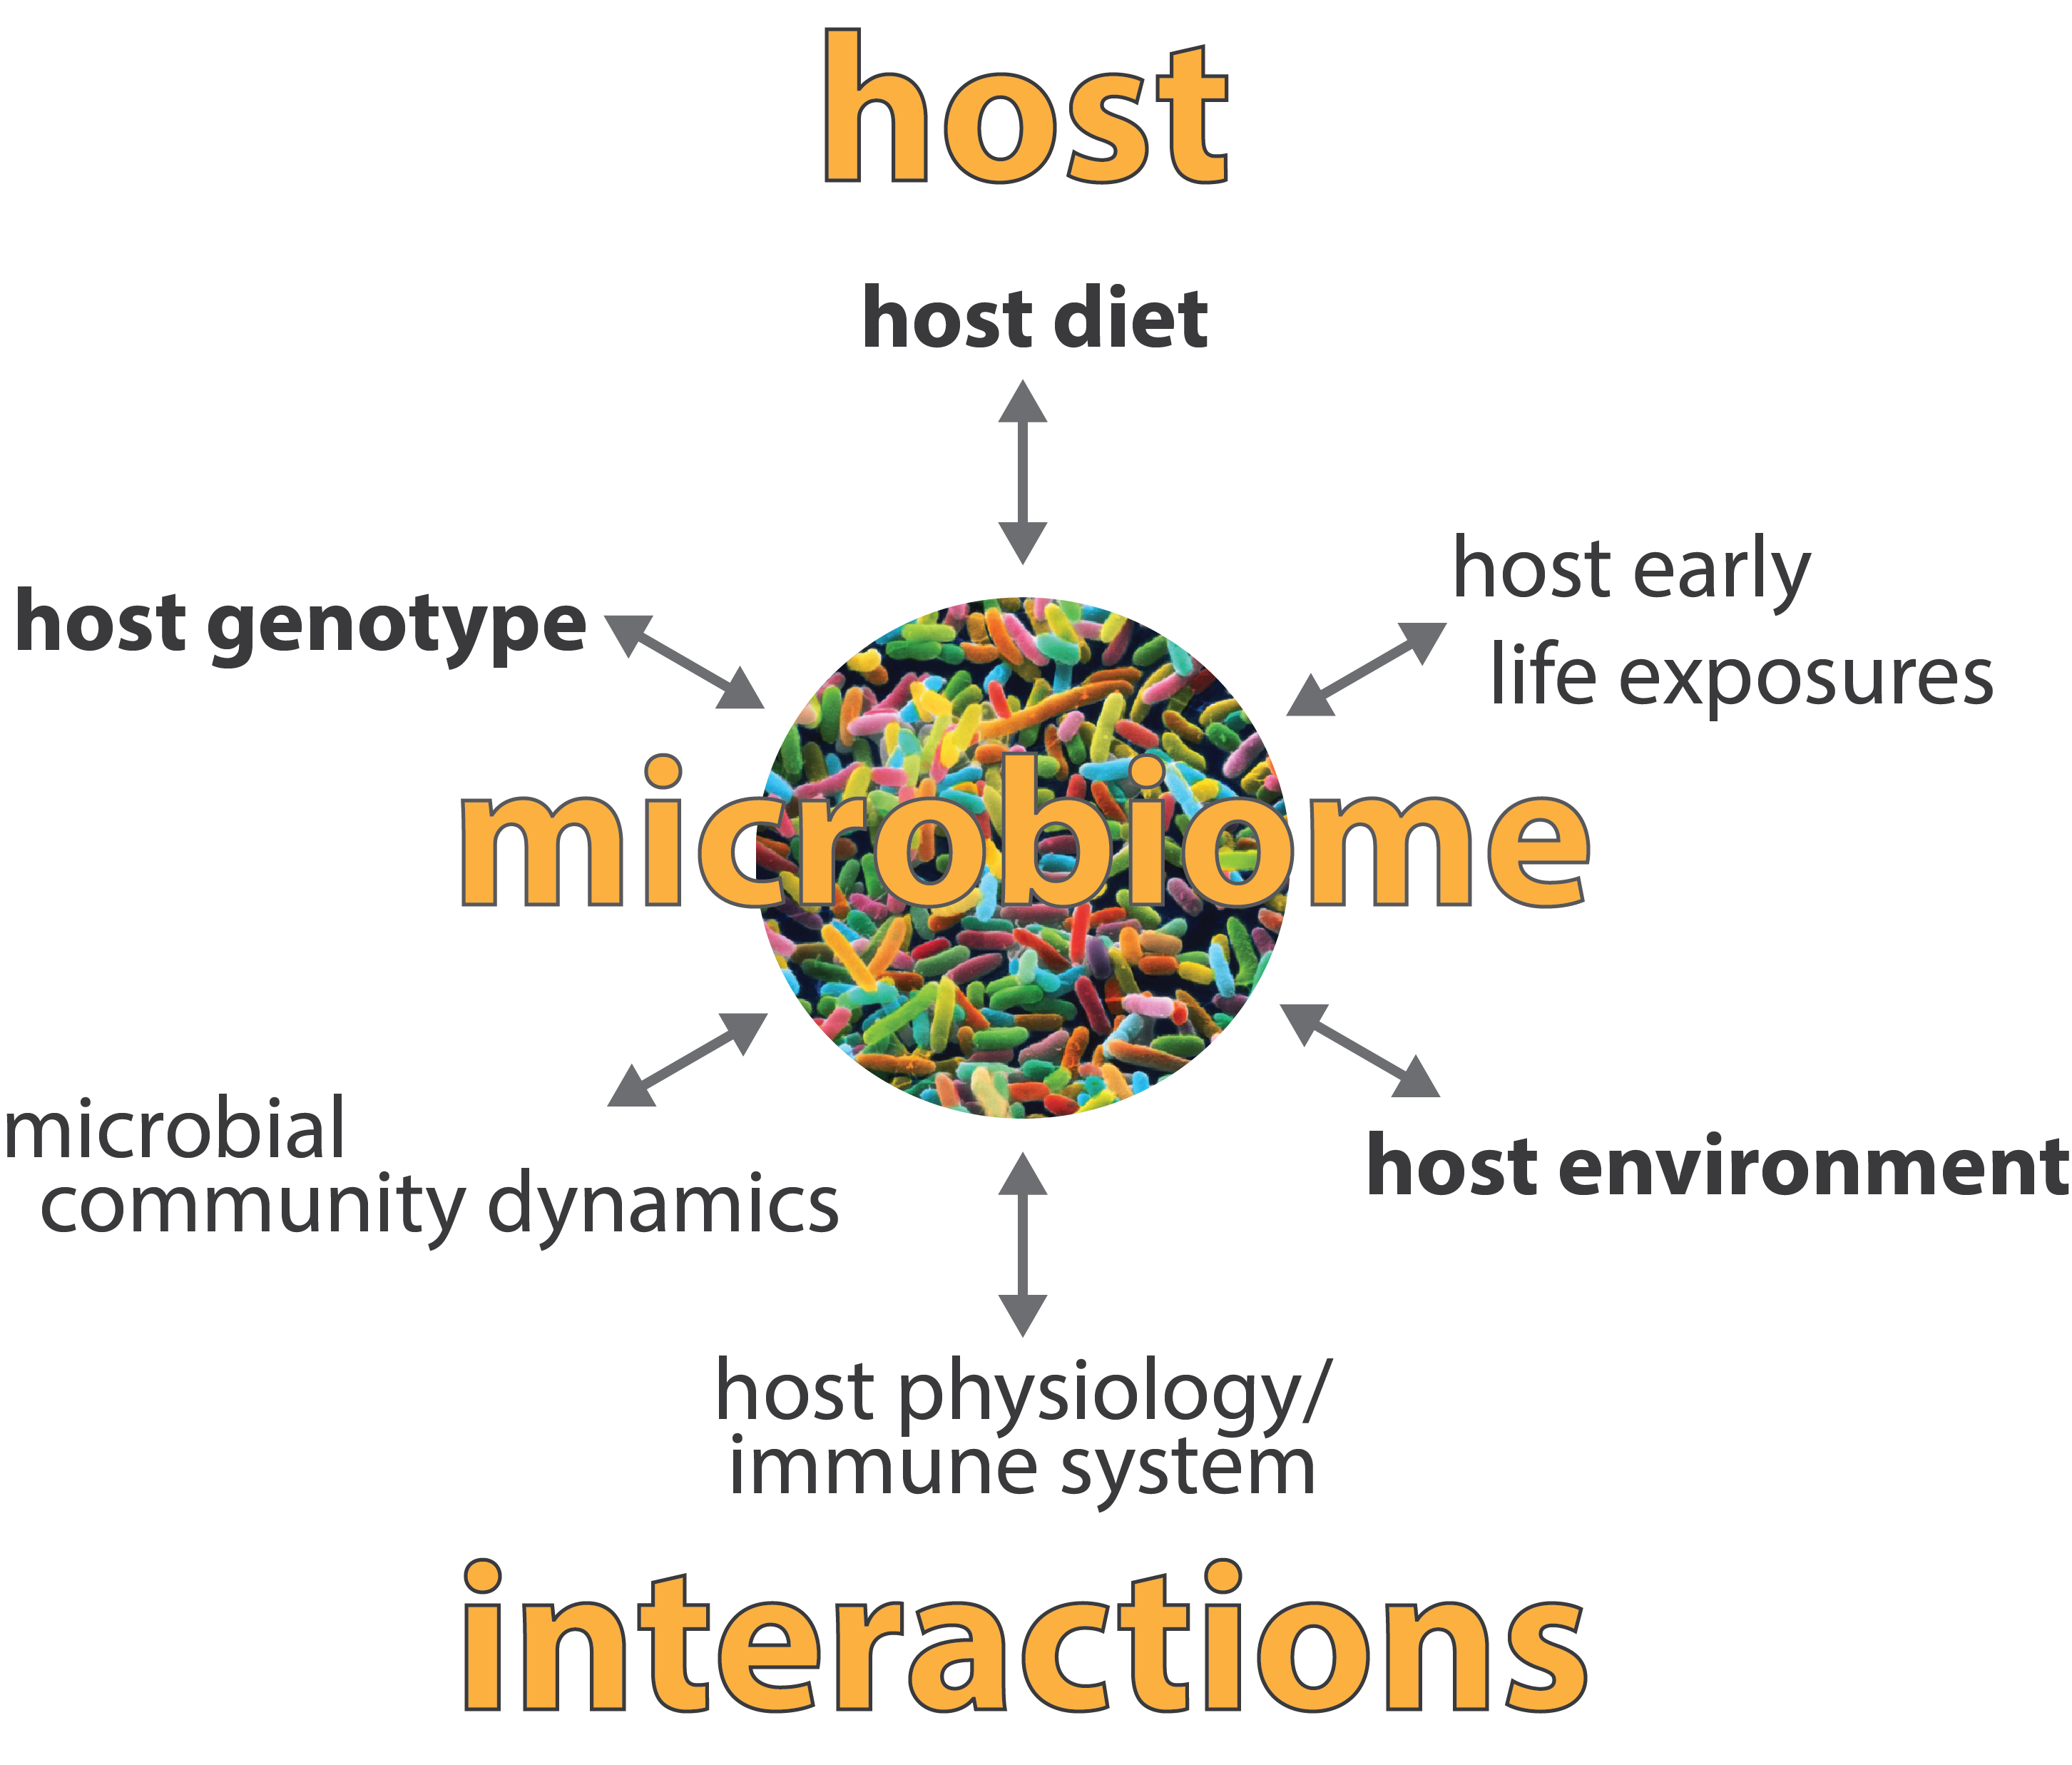 host
host diet
host early
life exposures
host genotype
microbiome
microbial
community dynamics
host environment
host physiology/
immune system
interactions